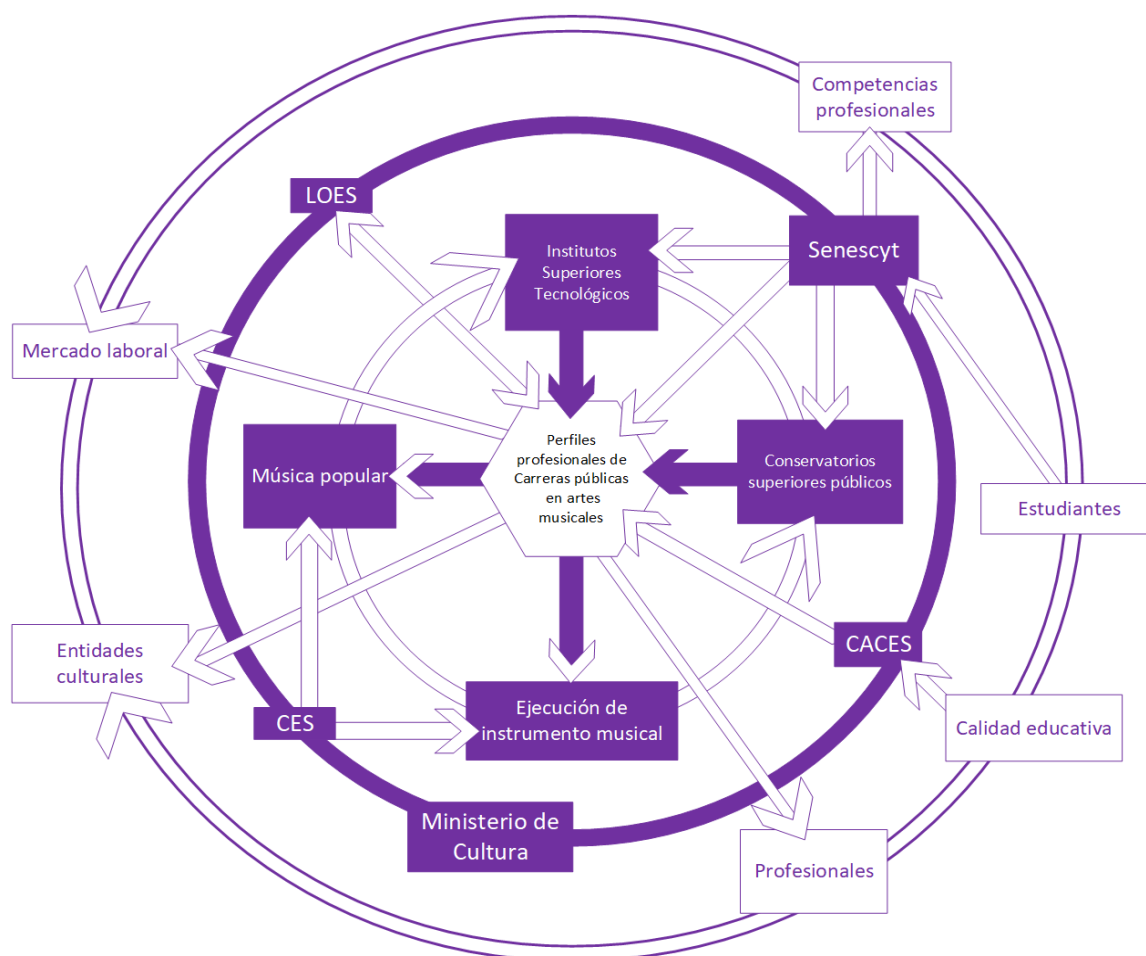 Competencias
profesionales
LOES
Senescyt
Institutos
Superiores
Tecnológicos
Mercado laboral
Música popular
Perfiles
profesionales de
Carreras públicas
en artes
musicales
Conservatorios
superiores públicos
Estudiantes
Entidades
culturales
CACES
CES
Ejecución de
instrumento musical
Calidad educativa
Ministerio de
Cultura
Profesionales